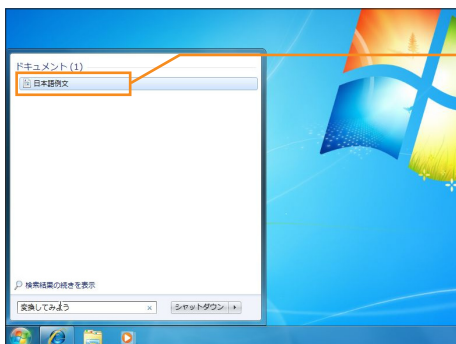 ドキュメント (1)
日本語例文
検索結果の続きを表示
変換してみよう
シャットダウン